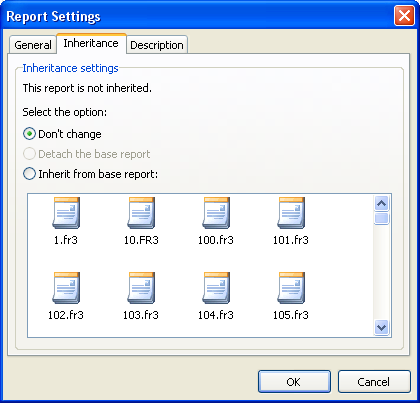 Report Settings
General Inheritance Description
Inheritance settings
This report is not inherited.
Select the option:
Don't change
Detach the base report
Inherit from base report:
1.fr3 10.FR3 100.fr3 101.fr3
102.fr3 103.fr3 104.fr3 105.fr3
OK Cancel